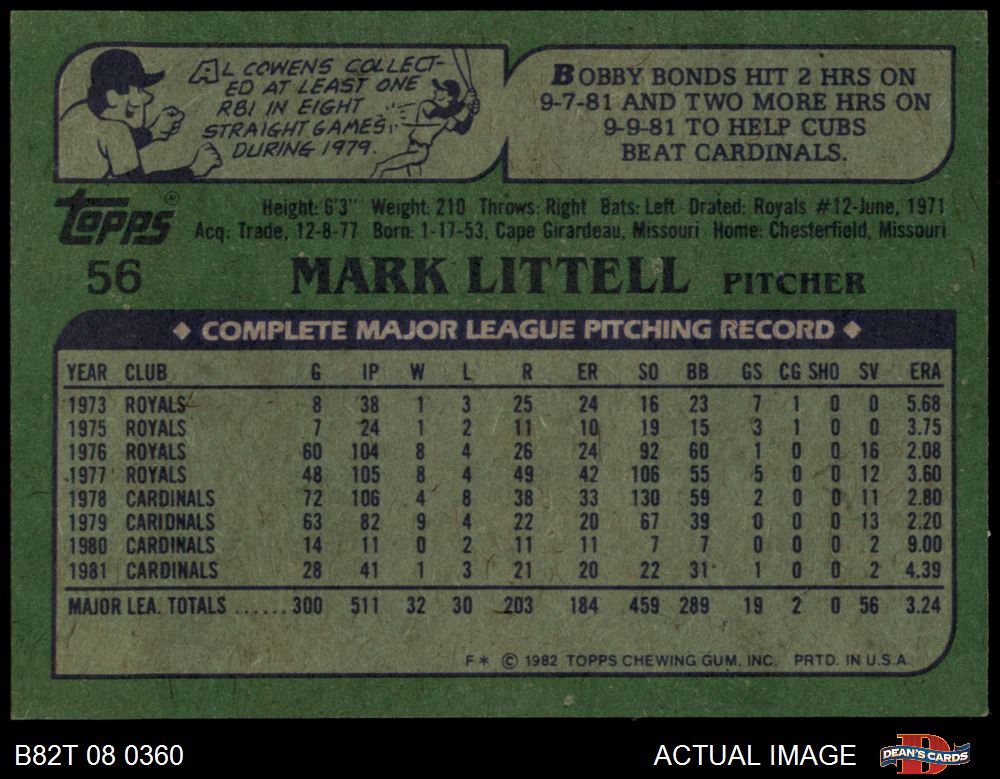 AL COWENS COLLECT-
ED AT LEAST ONE
RBI IN EIGHT
STRAIGHT GAMES
DURING 1979.
BOBBY BONDS HIT 2 HRS ON
9-7-81 AND TWO MORE HRS ON
9-9-81 TO HELP CUBS
BEAT CARDINALS.
Topps®
Height: 6'3" Weight: 210 Throws: Right Bats: Left Drated: Royals #12-June, 1971
Acq: Trade, 12-8-77 Born: 1-17-53, Cape Girardeau, Missouri Home: Chesterfield, Missouri
56 MARK LITTELL PITCHER
◆ COMPLETE MAJOR LEAGUE PITCHING RECORD ◆
YEAR CLUB G IP W L R ER SO BB GS CG SHO SV ERA
1973 ROYALS 8 38 1 3 25 24 16 23 7 1 0 0 5.68
1975 ROYALS 7 24 1 2 11 10 19 15 3 1 0 0 3.75
1976 ROYALS 60 104 8 4 26 24 92 60 1 0 0 16 2.08
1977 ROYALS 48 105 8 4 49 42 106 55 5 0 0 12 3.60
1978 CARDINALS 72 106 4 8 38 33 130 59 2 0 0 11 2.80
1979 CARIDNALS 63 82 9 4 22 20 67 39 0 0 0 13 2.20
1980 CARDINALS 14 11 0 2 11 11 7 7 0 0 0 2 9.00
1981 CARDINALS 28 41 1 3 21 20 22 31 1 0 0 2 4.39
MAJOR LEA. TOTALS ...... 300 511 32 30 203 184 459 289 19 2 0 56 3.24
F* © 1982 TOPPS CHEWING GUM, INC. PRTD. IN U.S.A.
B82T 08 0360 ACTUAL IMAGE DEAN'S CARDS